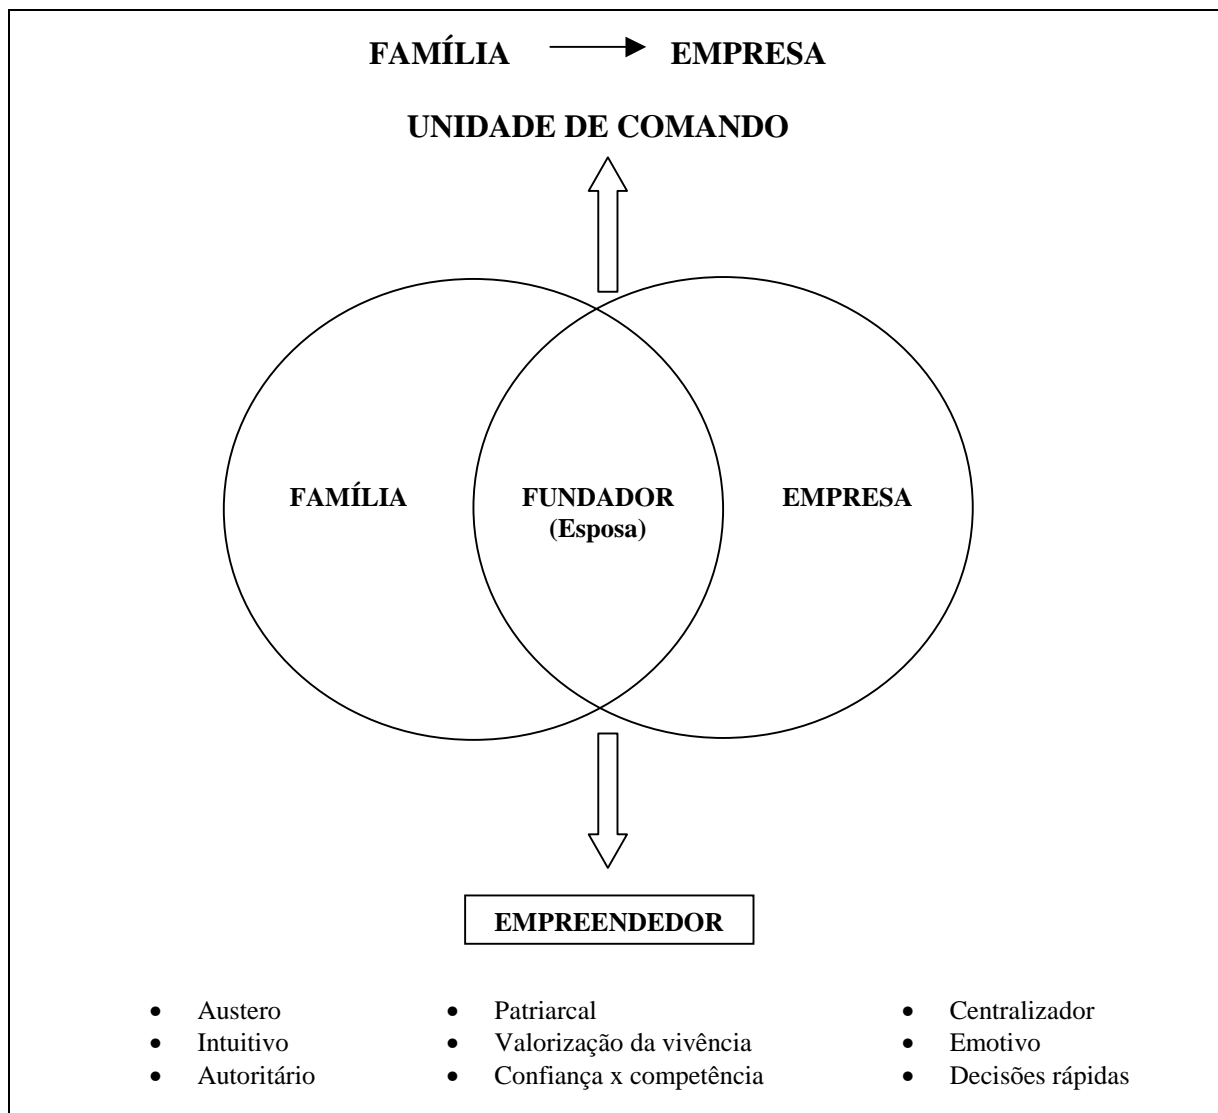 FAMÍLIA EMPRESA
UNIDADE DE COMANDO
FAMÍLIA FUNDADOR EMPRESA
(Esposa)
EMPREENDEDOR
• Austero • Patriarcal • Centralizador
• Intuitivo • Valorização da vivência • Emotivo
• Autoritário • Confiança x competência • Decisões rápidas